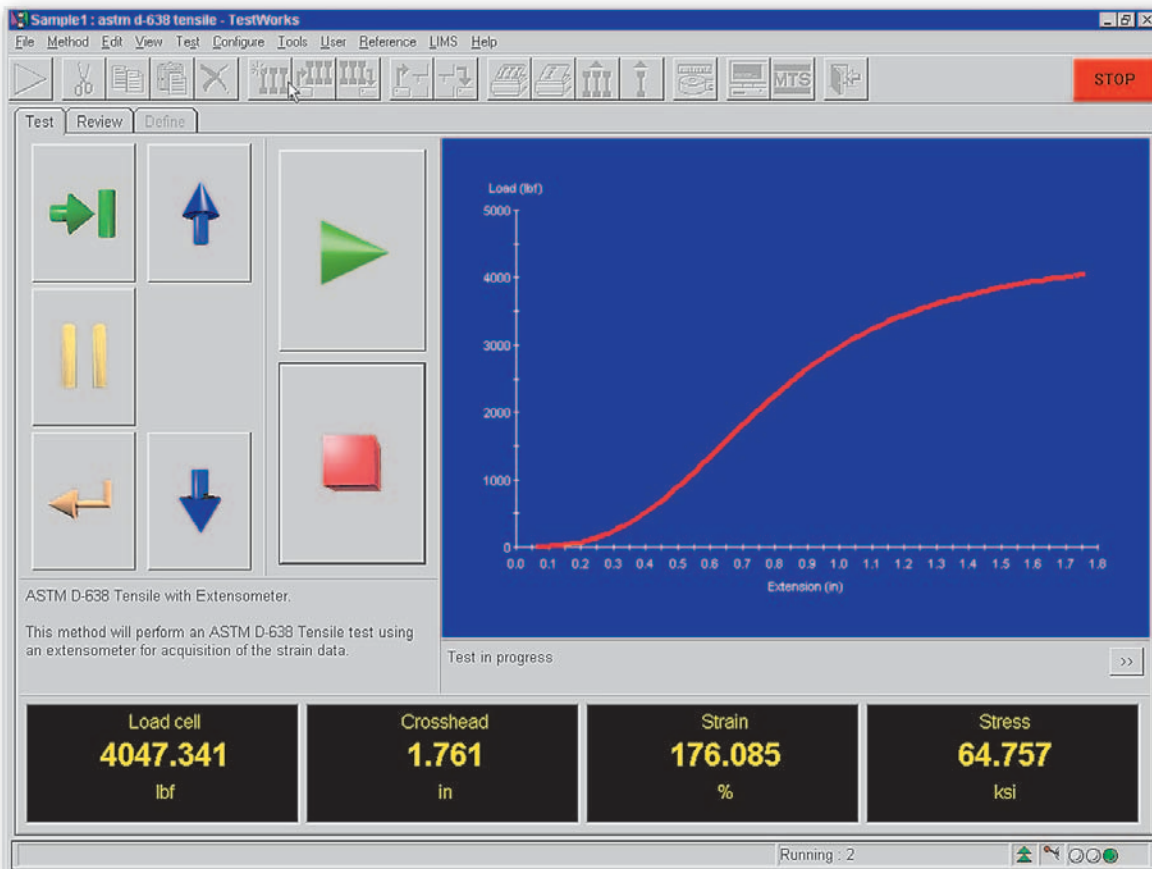 Sample1 : astm d-638 tensile - TestWorks
File Method Edit View Test Configure Tools User Reference LIMS Help
MTS
STOP
Test Review Define
Load (lbf)
5000
4000
3000
2000
1000
0
0.0 0.1 0.2 0.3 0.4 0.5 0.6 0.7 0.8 0.9 1.0 1.1 1.2 1.3 1.4 1.5 1.6 1.7 1.8
Extension (in)
ASTM D-638 Tensile with Extensometer.
This method will perform an ASTM D-638 Tensile test using
an extensometer for acquisition of the strain data.
Test in progress
>>
Load cell
4047.341
lbf
Crosshead
1.761
in
Strain
176.085
%
Stress
64.757
ksi
Running : 2